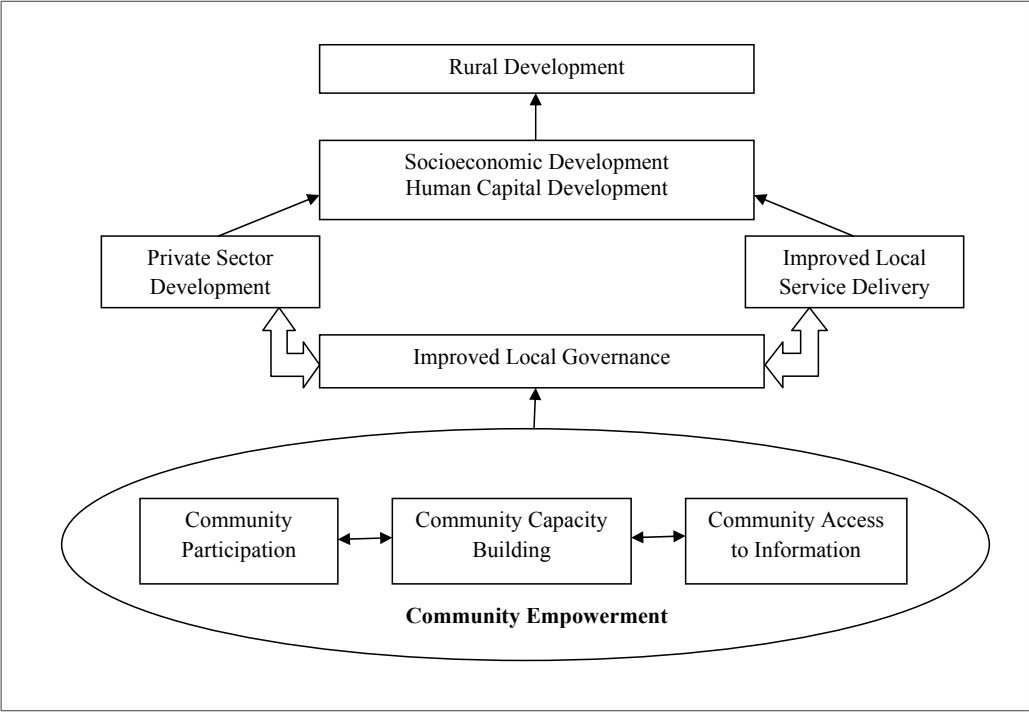 Rural Development
Socioeconomic Development
Human Capital Development
Private Sector
Development
Improved Local
Service Delivery
Improved Local Governance
Community
Participation
Community Capacity
Building
Community Access
to Information
Community Empowerment